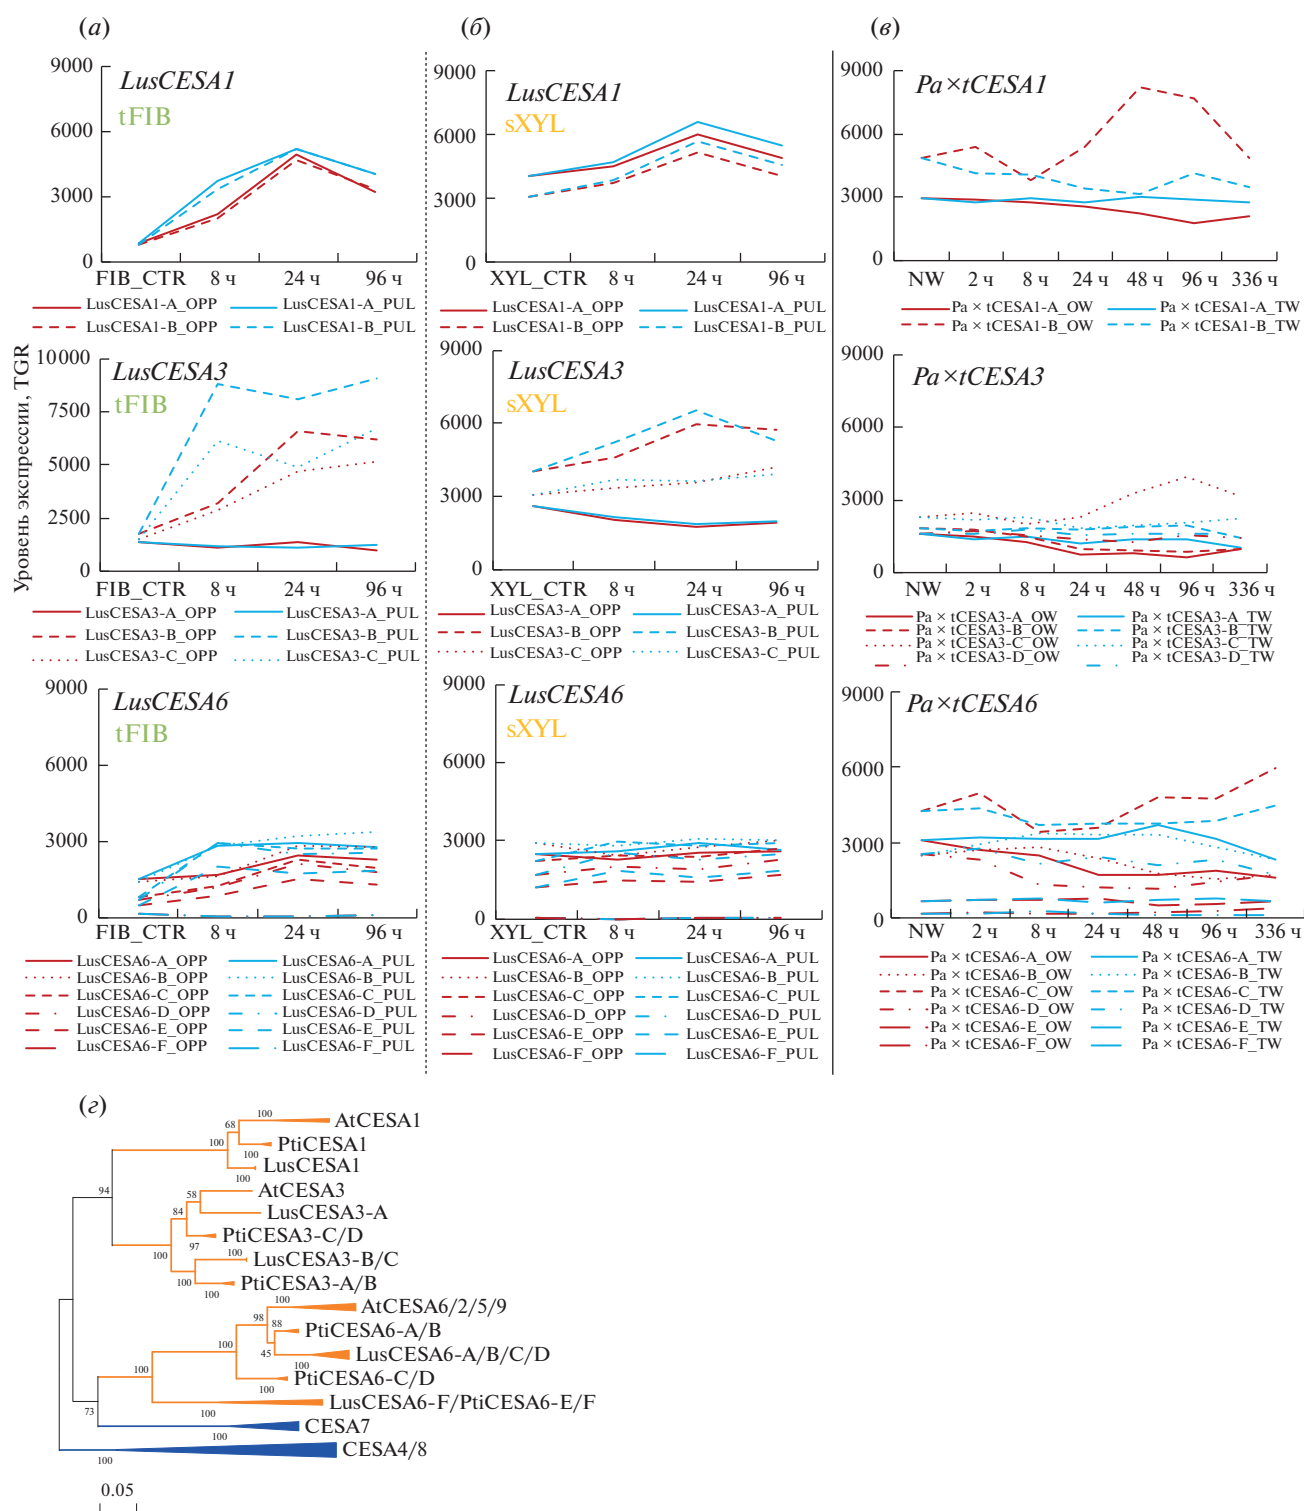 (а)
(б)
(в)
Уровень экспрессии, TGR
9000
6000
3000
0
LusCESA1
tFIB
FIB_CTR 8 ч 24 ч 96 ч
LusCESA1-A_OPP LusCESA1-A_PUL
LusCESA1-B_OPP LusCESA1-B_PUL
9000
6000
3000
0
LusCESA1
sXYL
XYL_CTR 8 ч 24 ч 96 ч
LusCESA1-A_OPP LusCESA1-A_PUL
LusCESA1-B_OPP LusCESA1-B_PUL
9000
6000
3000
0
Pa×tCESA1
NW 2 ч 8 ч 24 ч 48 ч 96 ч 336 ч
Pa × tCESA1-A_OW Pa × tCESA1-A_TW
Pa × tCESA1-B_OW Pa × tCESA1-B_TW
10000
7500
5000
2500
0
LusCESA3
tFIB
FIB_CTR 8 ч 24 ч 96 ч
LusCESA3-A_OPP LusCESA3-A_PUL
LusCESA3-B_OPP LusCESA3-B_PUL
LusCESA3-C_OPP LusCESA3-C_PUL
9000
6000
3000
0
LusCESA3
sXYL
XYL_CTR 8 ч 24 ч 96 ч
LusCESA3-A_OPP LusCESA3-A_PUL
LusCESA3-B_OPP LusCESA3-B_PUL
LusCESA3-C_OPP LusCESA3-C_PUL
9000
6000
3000
0
Pa×tCESA3
NW 2 ч 8 ч 24 ч 48 ч 96 ч 336 ч
Pa × tCESA3-A_OW Pa × tCESA3-A_TW
Pa × tCESA3-B_OW Pa × tCESA3-B_TW
Pa × tCESA3-C_OW Pa × tCESA3-C_TW
Pa × tCESA3-D_OW Pa × tCESA3-D_TW
9000
6000
3000
0
LusCESA6
tFIB
FIB_CTR 8 ч 24 ч 96 ч
LusCESA6-A_OPP LusCESA6-A_PUL
LusCESA6-B_OPP LusCESA6-B_PUL
LusCESA6-C_OPP LusCESA6-C_PUL
LusCESA6-D_OPP LusCESA6-D_PUL
LusCESA6-E_OPP LusCESA6-E_PUL
LusCESA6-F_OPP LusCESA6-F_PUL
9000
6000
3000
0
LusCESA6
sXYL
XYL_CTR 8 ч 24 ч 96 ч
LusCESA6-A_OPP LusCESA6-A_PUL
LusCESA6-B_OPP LusCESA6-B_PUL
LusCESA6-C_OPP LusCESA6-C_PUL
LusCESA6-D_OPP LusCESA6-D_PUL
LusCESA6-E_OPP LusCESA6-E_PUL
LusCESA6-F_OPP LusCESA6-F_PUL
9000
6000
3000
0
Pa×tCESA6
NW 2 ч 8 ч 24 ч 48 ч 96 ч 336 ч
Pa × tCESA6-A_OW Pa × tCESA6-A_TW
Pa × tCESA6-B_OW Pa × tCESA6-B_TW
Pa × tCESA6-C_OW Pa × tCESA6-C_TW
Pa × tCESA6-D_OW Pa × tCESA6-D_TW
Pa × tCESA6-E_OW Pa × tCESA6-E_TW
Pa × tCESA6-F_OW Pa × tCESA6-F_TW
(г)
100 AtCESA1
68
100 PtiCESA1
100
100 LusCESA1
94
AtCESA3
58
LusCESA3-A
84
97 PtiCESA3-C/D
100
100 LusCESA3-B/C
100
100 PtiCESA3-A/B
100 AtCESA6/2/5/9
98
88 PtiCESA6-A/B
100
45
100 LusCESA6-A/B/C/D
100
100 PtiCESA6-C/D
100 LusCESA6-F/PtiCESA6-E/F
73
100 CESA7
100 CESA4/8
0.05